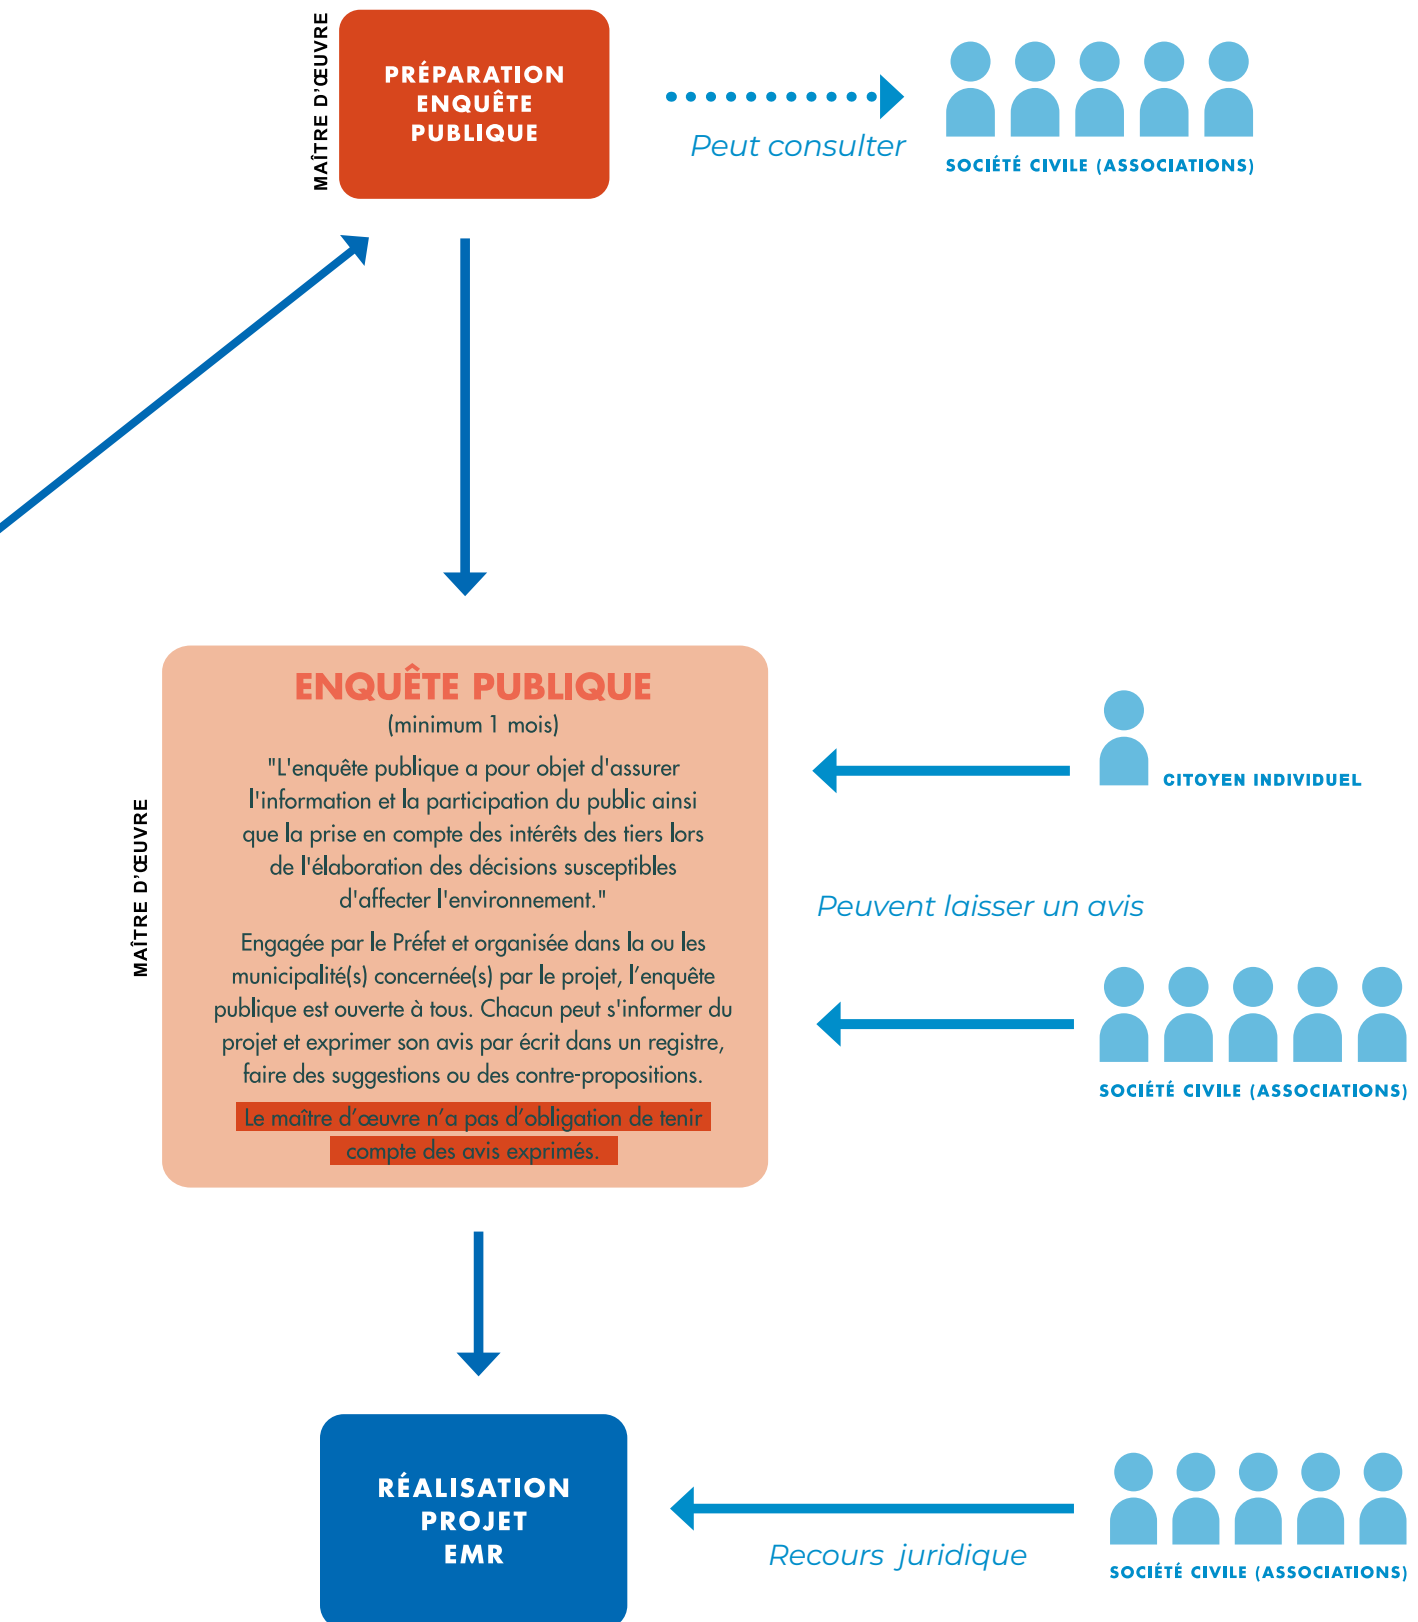 MAÎTRE D'ŒUVRE
PRÉPARATION
ENQUÊTE
PUBLIQUE
Peut consulter
SOCIÉTÉ CIVILE (ASSOCIATIONS)
MAÎTRE D'ŒUVRE
ENQUÊTE PUBLIQUE
(minimum 1 mois)
"L'enquête publique a pour objet d'assurer
l'information et la participation du public ainsi
que la prise en compte des intérêts des tiers lors
de l'élaboration des décisions susceptibles
d'affecter l'environnement."
Engagée par le Préfet et organisée dans la ou les
municipalité(s) concernée(s) par le projet, l’enquête
publique est ouverte à tous. Chacun peut s'informer du
projet et exprimer son avis par écrit dans un registre,
faire des suggestions ou des contre-propositions.
Le maître d’œuvre n’a pas d’obligation de tenir
compte des avis exprimés.
CITOYEN INDIVIDUEL
Peuvent laisser un avis
SOCIÉTÉ CIVILE (ASSOCIATIONS)
RÉALISATION
PROJET
EMR
Recours juridique
SOCIÉTÉ CIVILE (ASSOCIATIONS)